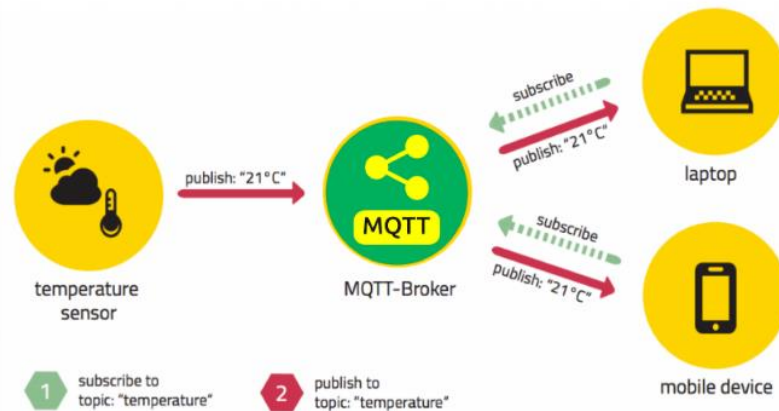 subscribe
publish: "21°C"
laptop
publish: "21°C"
MQTT
temperature
sensor
MQTT-Broker
subscribe
publish: "21°C"
mobile device
1
subscribe to
topic: "temperature"
2
publish to
topic: "temperature"